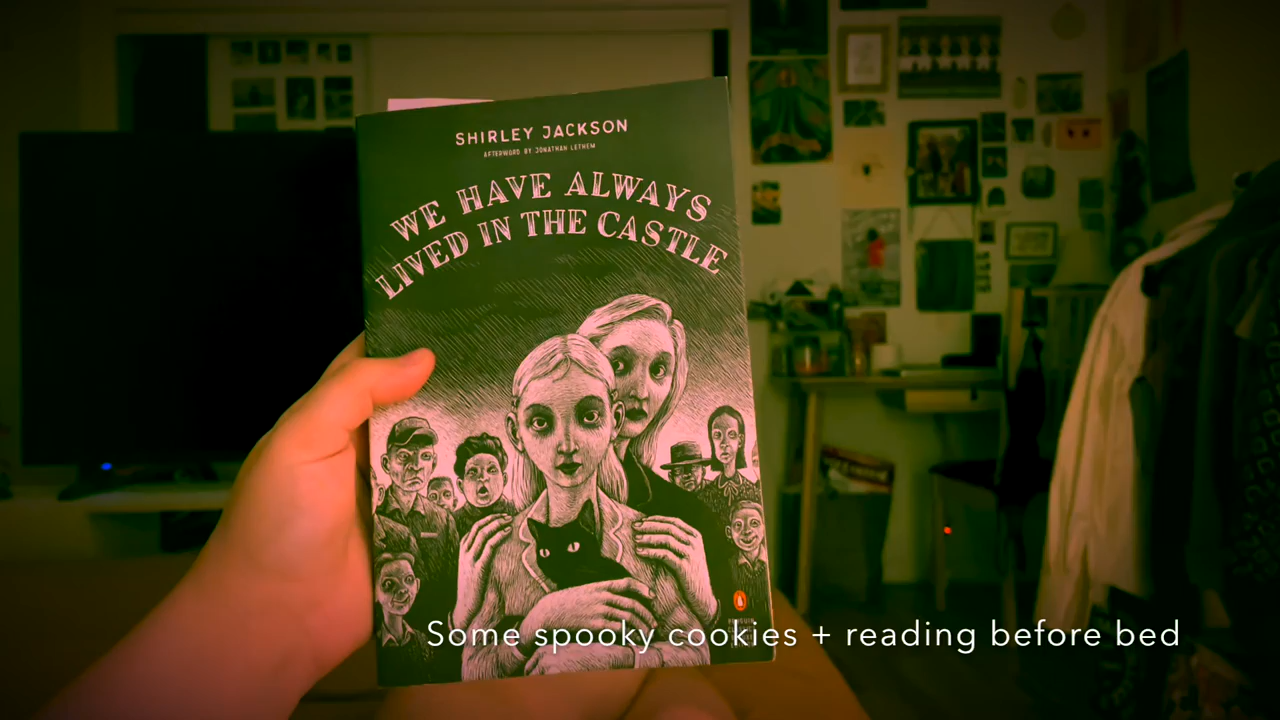 SHIRLEY JACKSON
AFTERWORD BY JONATHAN LETHEM
WE HAVE ALWAYS
LIVED IN THE CASTLE
Some spooky cookies + reading before bed